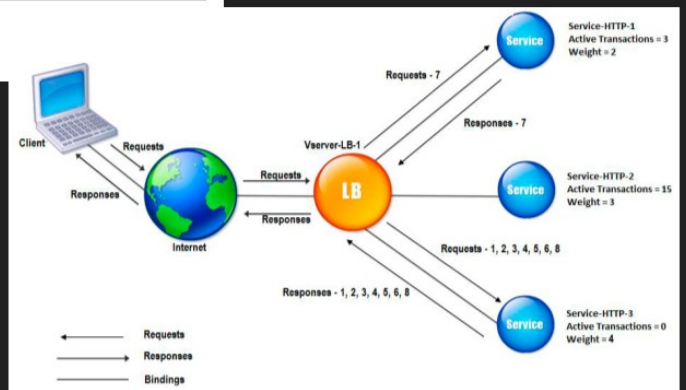 Service-HTTP-1
Service
Active Transactions = 3
Weight = 2
Requests - 7
Responses - 7
Client
Requests
Vserver-LB-1
Service-HTTP-2
Requests
LB
Service
Active Transactions = 15
Weight = 3
Responses
Responses
Internet
Requests - 1, 2, 3, 4, 5, 6, 8
Responses - 1, 2, 3, 4, 5, 6, 8
Service-HTTP-3
Service
Active Transactions = 0
Weight = 4
Requests
Responses
Bindings